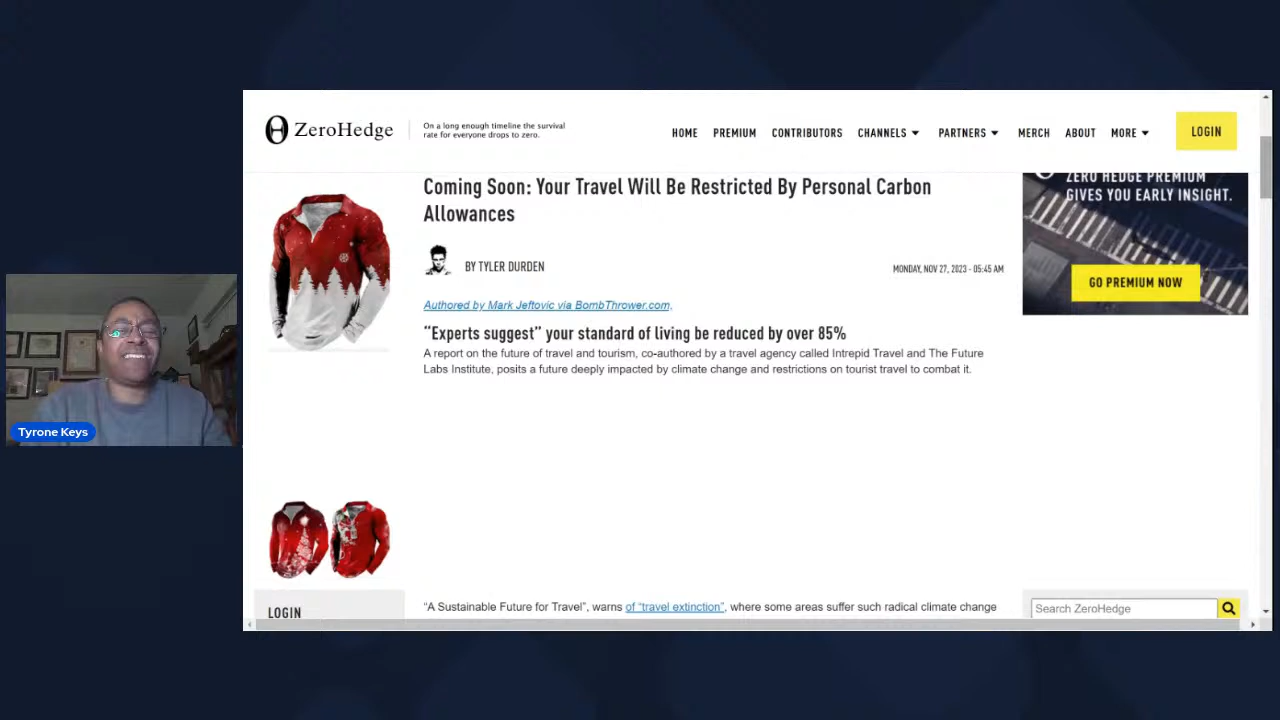 ZeroHedge
On a long enough timeline the survival
rate for everyone drops to zero.
HOME PREMIUM CONTRIBUTORS CHANNELS PARTNERS MERCH ABOUT MORE
LOGIN
Coming Soon: Your Travel Will Be Restricted By Personal Carbon
Allowances
BY TYLER DURDEN
MONDAY, NOV 27, 2023 - 05:45 AM
Authored by Mark Jeftovic via BombThrower.com,
“Experts suggest” your standard of living be reduced by over 85%
A report on the future of travel and tourism, co-authored by a travel agency called Intrepid Travel and The Future
Labs Institute, posits a future deeply impacted by climate change and restrictions on tourist travel to combat it.
ZERO HEDGE PREMIUM
GIVES YOU EARLY INSIGHT.
GO PREMIUM NOW
Tyrone Keys
LOGIN
“A Sustainable Future for Travel”, warns of “travel extinction”, where some areas suffer such radical climate change
Search ZeroHedge